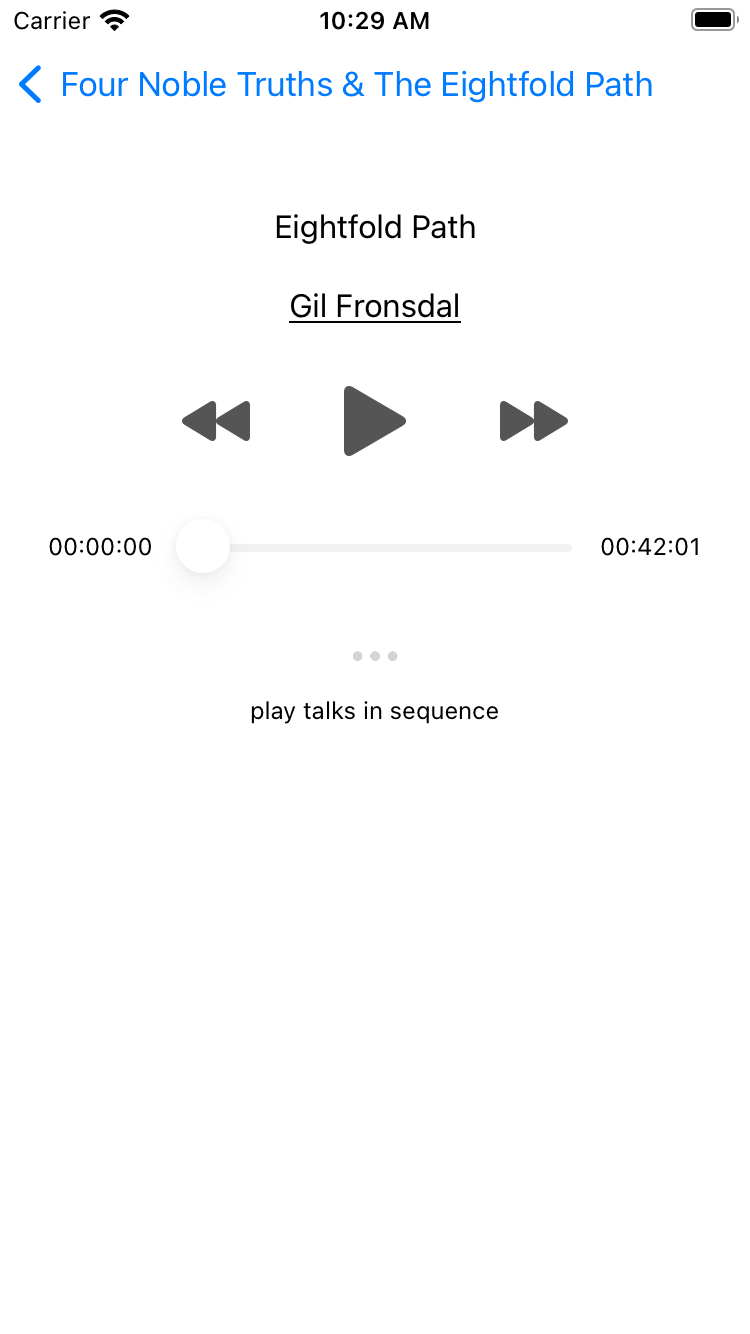 Carrier 10:29 AM
Four Noble Truths & The Eightfold Path
Eightfold Path
Gil Fronsdal
00:00:00 00:42:01
play talks in sequence